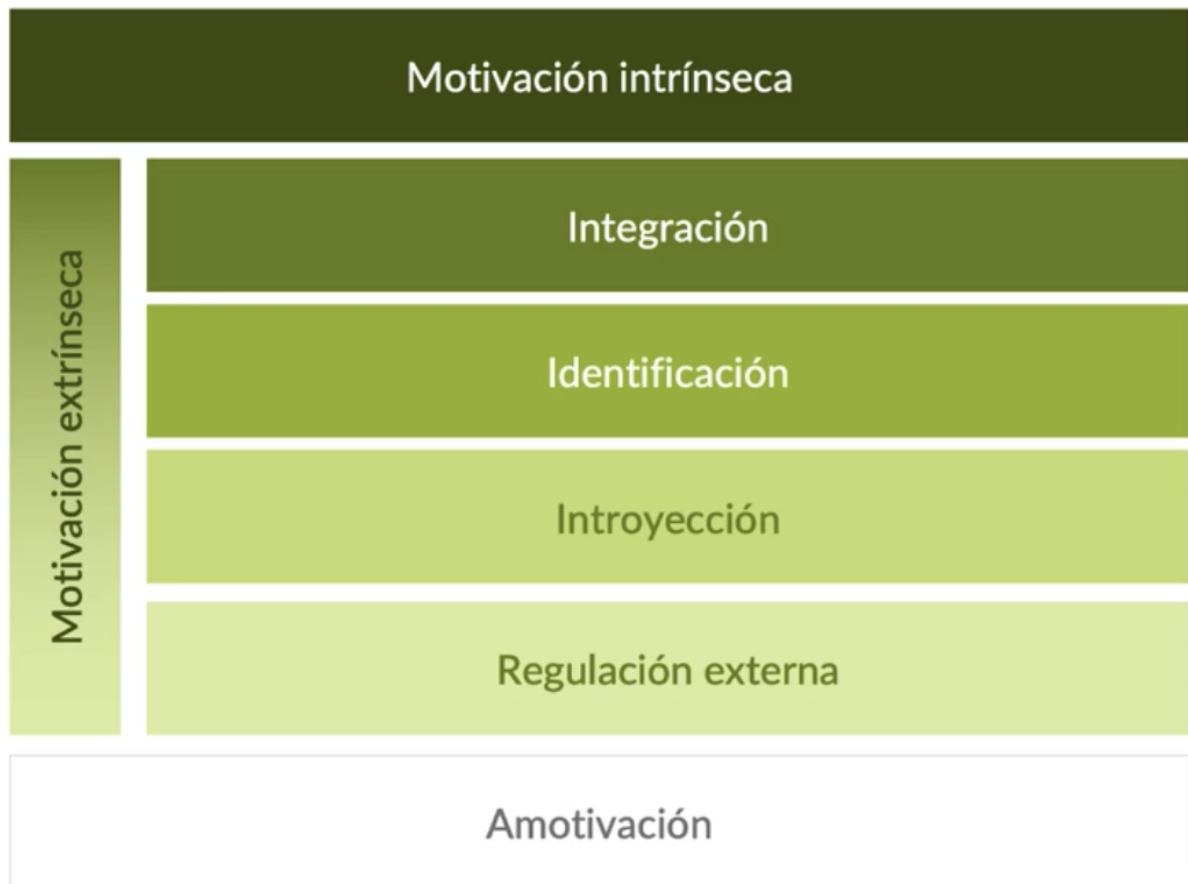 Motivación intrínseca
Motivación extrínseca
Integración
Identificación
Introyección
Regulación externa
Amotivación